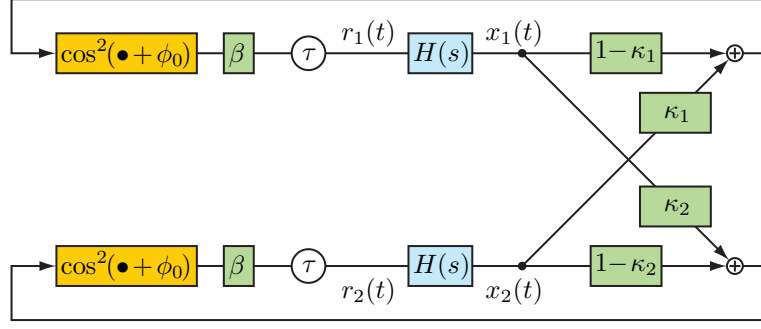 r₁(t) x₁(t)
cos²(• + ϕ₀) β τ H(s) 1−κ₁
κ₁
κ₂
cos²(• + ϕ₀) β τ H(s) 1−κ₂
r₂(t) x₂(t)